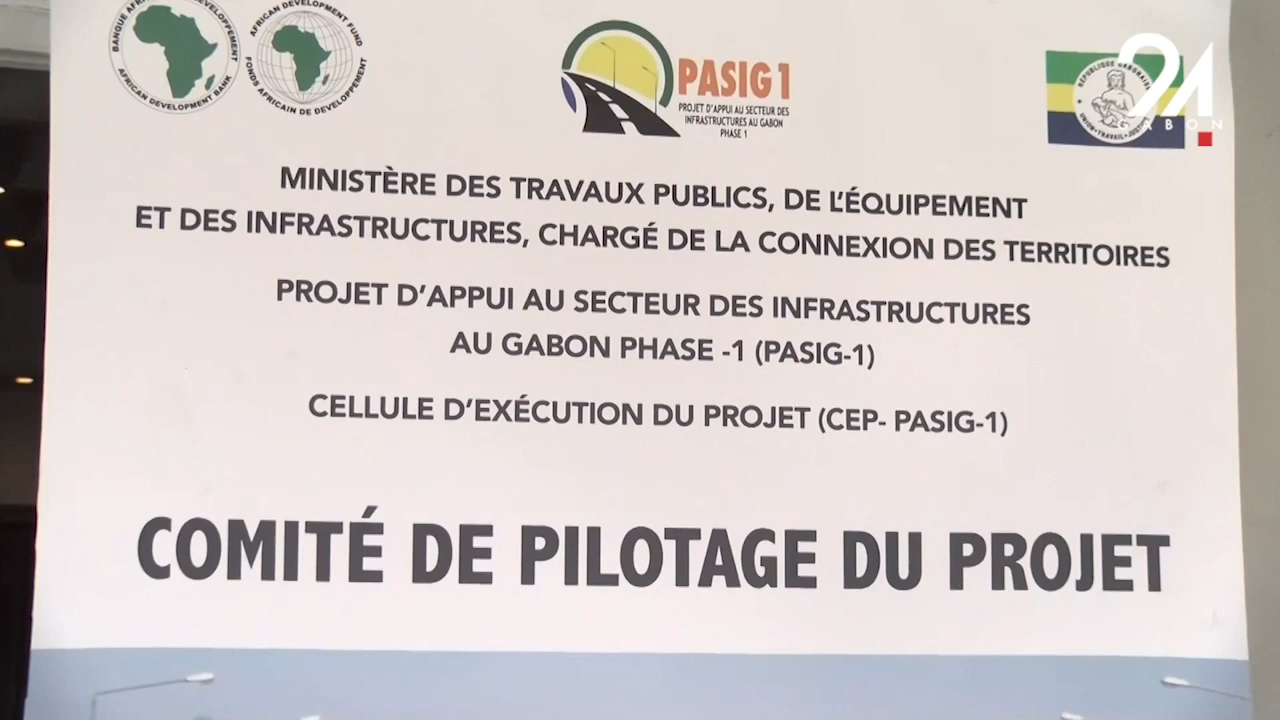 BANQUE AFRICAINE DE DÉVELOPPEMENT
AFRICAN DEVELOPMENT BANK
AFRICAN DEVELOPMENT FUND
FONDS AFRICAIN DE DÉVELOPPEMENT
PASIG 1
PROJET D'APPUI AU SECTEUR DES
INFRASTRUCTURES AU GABON
PHASE 1
RÉPUBLIQUE GABONAISE
UNION-TRAVAIL-JUSTICE
24
GABON
MINISTÈRE DES TRAVAUX PUBLICS, DE L'ÉQUIPEMENT
ET DES INFRASTRUCTURES, CHARGÉ DE LA CONNEXION DES TERRITOIRES
PROJET D'APPUI AU SECTEUR DES INFRASTRUCTURES
AU GABON PHASE -1 (PASIG-1)
CELLULE D'EXÉCUTION DU PROJET (CEP- PASIG-1)
COMITÉ DE PILOTAGE DU PROJET